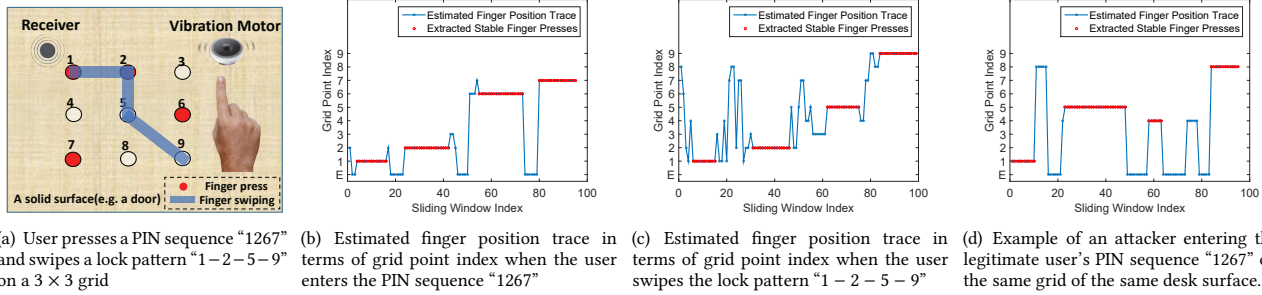 Receiver
Vibration Motor
1
2
3
4
5
6
7
8
9
Finger press
Finger swiping
A solid surface(e.g. a door)
(a) User presses a PIN sequence “1267”
and swipes a lock pattern “1−2−5−9”
on a 3 × 3 grid
Estimated Finger Position Trace
Extracted Stable Finger Presses
Grid Point Index
9
8
7
6
5
4
3
2
1
E
0
20
40
60
80
100
Sliding Window Index
(b) Estimated finger position trace in
terms of grid point index when the user
enters the PIN sequence “1267”
Estimated Finger Position Trace
Extracted Stable Finger Presses
Grid Point Index
9
8
7
6
5
4
3
2
1
E
0
20
40
60
80
100
Sliding Window Index
(c) Estimated finger position trace in
terms of grid point index when the user
swipes the lock pattern “1 − 2 − 5 − 9”
Estimated Finger Position Trace
Extracted Stable Finger Presses
Grid Point Index
9
8
7
6
5
4
3
2
1
E
0
20
40
60
80
100
Sliding Window Index
(d) Example of an attacker entering
legitimate user’s PIN sequence “1267”
the same grid of the same desk surface.